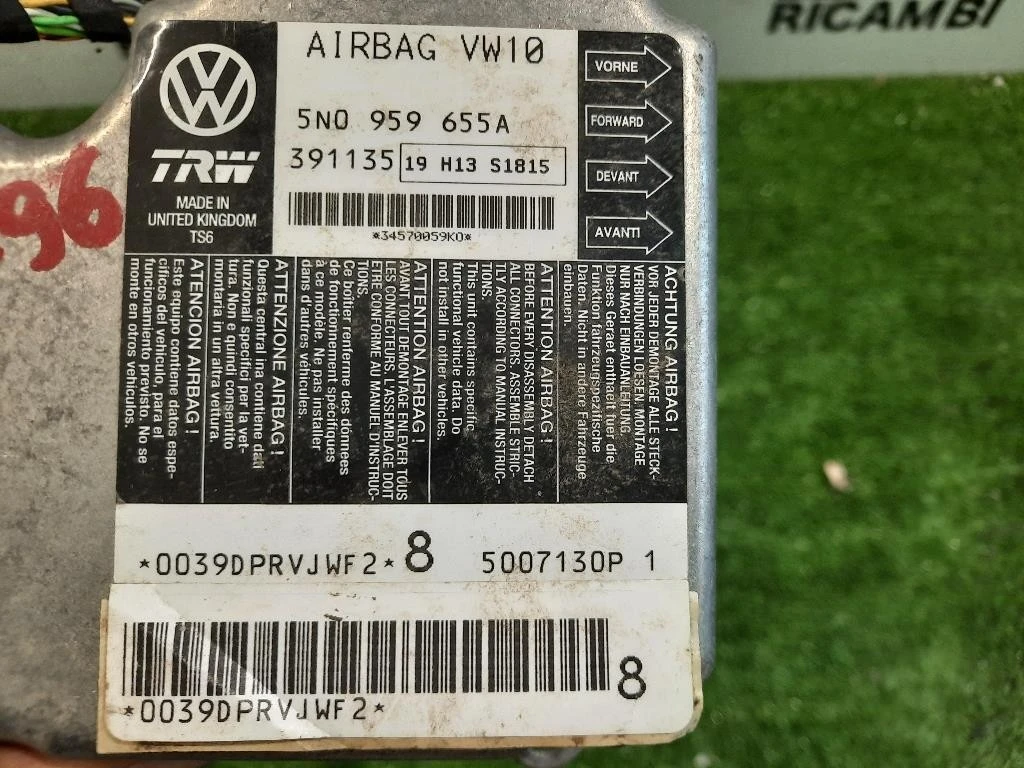 RICAMBI
AIRBAG VW10
5N0 959 655A
391135 19 H13 S1815
*34570059KO*
TRW
MADE IN
UNITED KINGDOM
TS6
VORNE
FORWARD
DEVANT
AVANTI
ACHTUNG AIRBAG !
VOR JEDER DEMONTAGE ALLE STECK-
VERBINDUNGEN LOESEN, MONTAGE
NUR NACH EINBAUANLEITUNG
Dieses Geraet enthaelt fuer die
Funktion fahrzeugspezifische
Daten. Nicht in andere Fahrzeuge
einbauen.
ATTENTION AIRBAG !
BEFORE EVERY DISASSEMBLY DETACH
ALL CONNECTORS, ASSEMBLE STRIC-
TLY ACCORDING TO MANUAL INSTRUC-
TIONS.
This unit contains specific
functional vehicle data. Do
not install in other vehicles.
ATTENTION AIRBAG !
AVANT TOUT DEMONTAGE ENLEVER TOUS
LES CONNECTEURS, L'ASSEMBLAGE DOIT
ETRE CONFORME AU MANUEL D'INSTRUC-
TIONS.
Ce boîtier renferme des données
de fonctionnement spécifiques
à ce modèle. Ne pas installer
dans d'autres véhicules.
ATTENZIONE AIRBAG !
Questa centralina contiene dati
funzionali specifici per la vet-
tura. Non e quindi consentito
montarla in un altra vettura.
ATENCION AIRBAG !
Este equipo contiene datos espe-
cíficos del vehículo, para el
funcionamiento previsto. No se
monte en otros vehículos.
96
*0039DPRVJWF2* 8 5007130P 1
8
*0039DPRVJWF2*